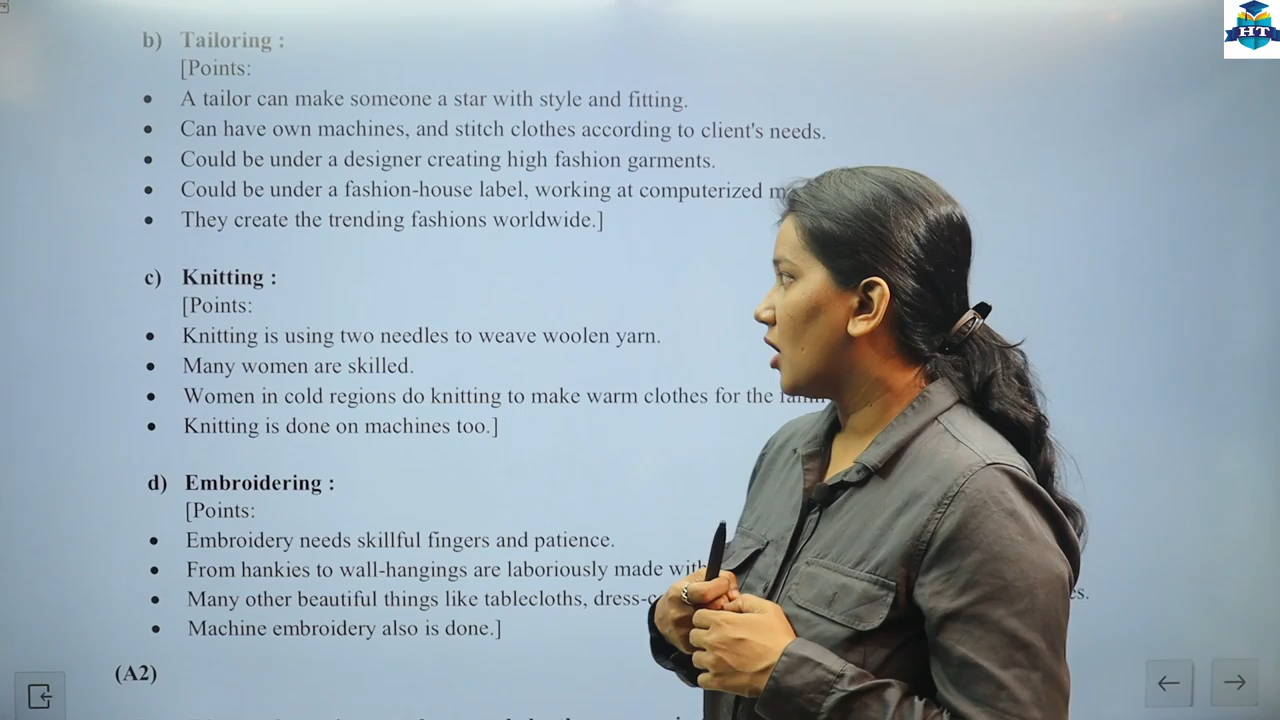 HT
b) Tailoring :
[Points:
• A tailor can make someone a star with style and fitting.
• Can have own machines, and stitch clothes according to client's needs.
• Could be under a designer creating high fashion garments.
• Could be under a fashion-house label, working at computerized
• They create the trending fashions worldwide.]
c) Knitting :
[Points:
• Knitting is using two needles to weave woolen yarn.
• Many women are skilled.
• Women in cold regions do knitting to make warm clothes for the
• Knitting is done on machines too.]
d) Embroidering :
[Points:
• Embroidery needs skillful fingers and patience.
• From hankies to wall-hangings are laboriously made with
• Many other beautiful things like tablecloths,
• Machine embroidery also is done.]
(A2)